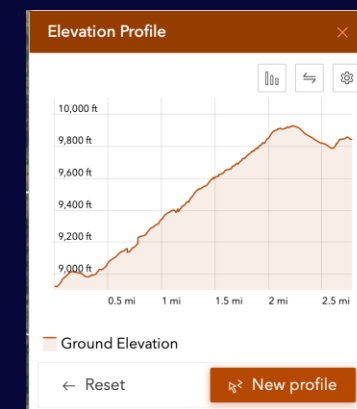 Elevation Profile
10,000 ft
9,800 ft
9,600 ft
9,400 ft
9,200 ft
9,000 ft
0.5 mi 1 mi 1.5 mi 2 mi 2.5 mi
Ground Elevation
← Reset New profile